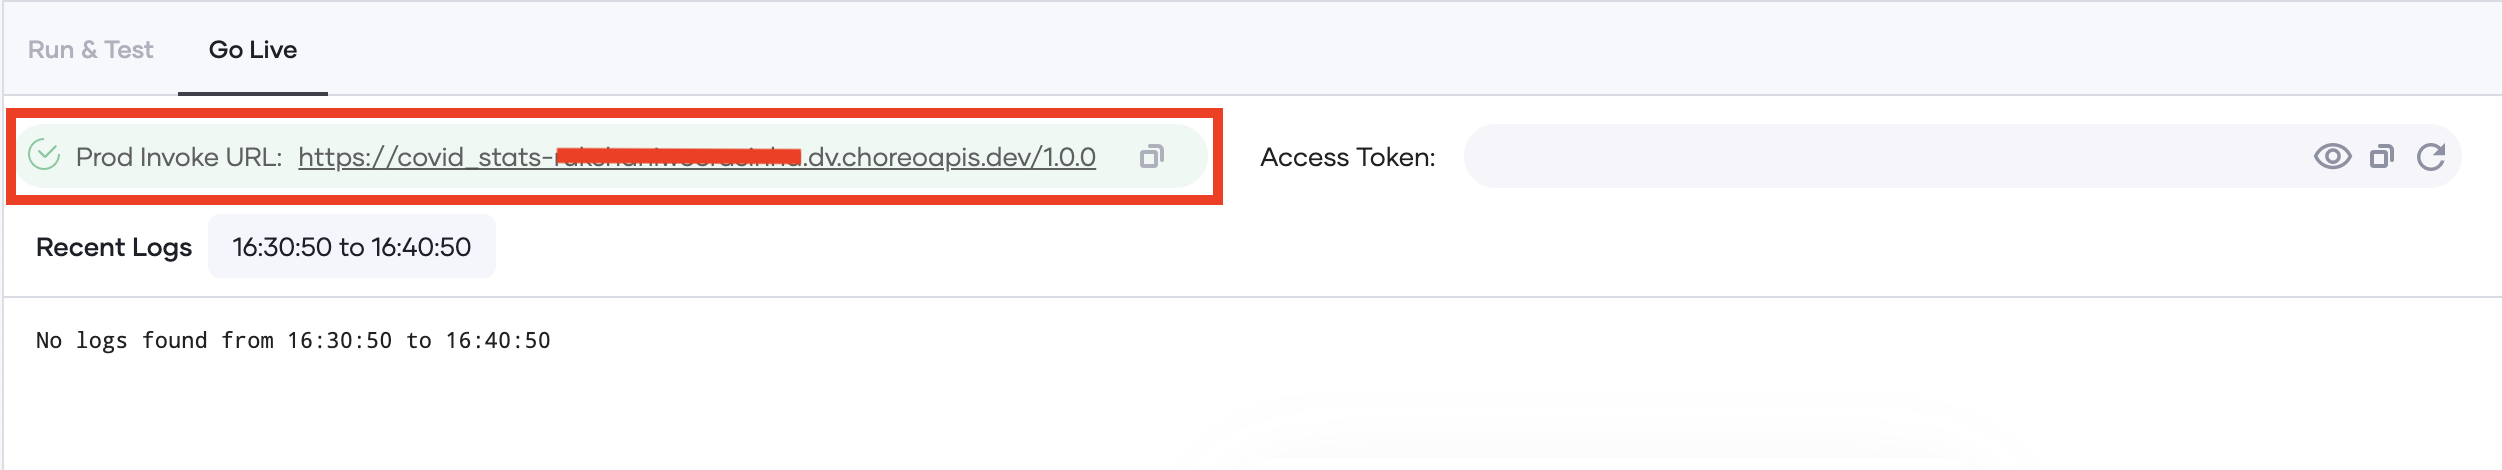 Run & Test Go Live
Prod Invoke URL: https://covid_stats-.dv.choreoapis.dev/1.0.0 Access Token:
Recent Logs 16:30:50 to 16:40:50
No logs found from 16:30:50 to 16:40:50